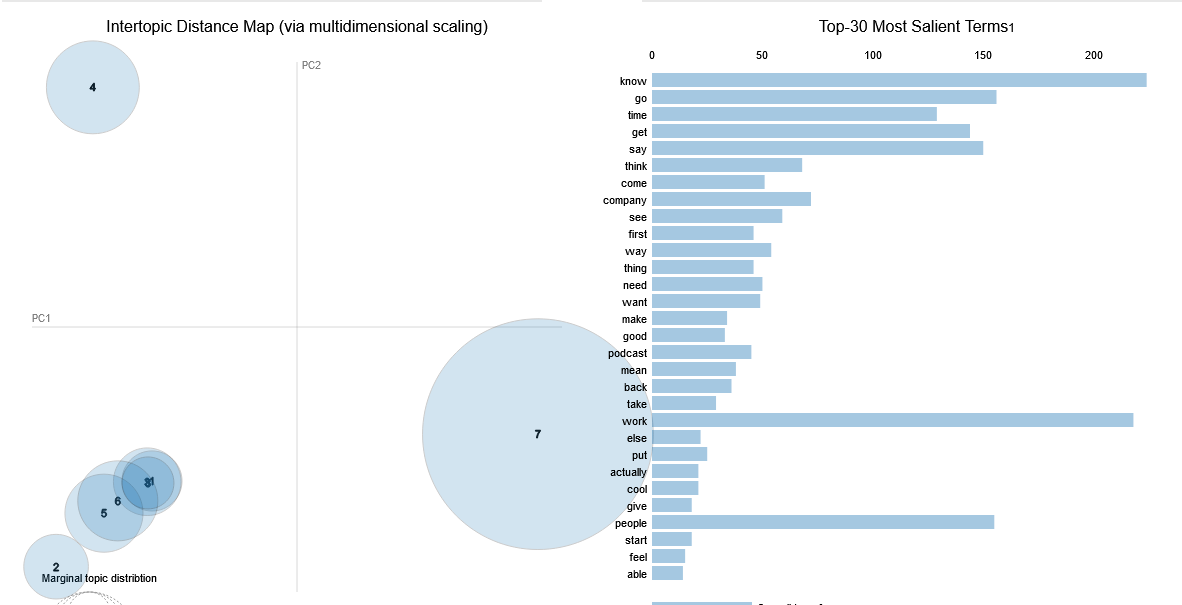 Intertopic Distance Map (via multidimensional scaling)
PC2
4
PC1
7
6
5
2
Marginal topic distribtion
Top-30 Most Salient Terms1
0 50 100 150 200
know
go
time
get
say
think
come
company
see
first
way
thing
need
want
make
good
podcast
mean
back
take
work
else
put
actually
cool
give
people
start
feel
able